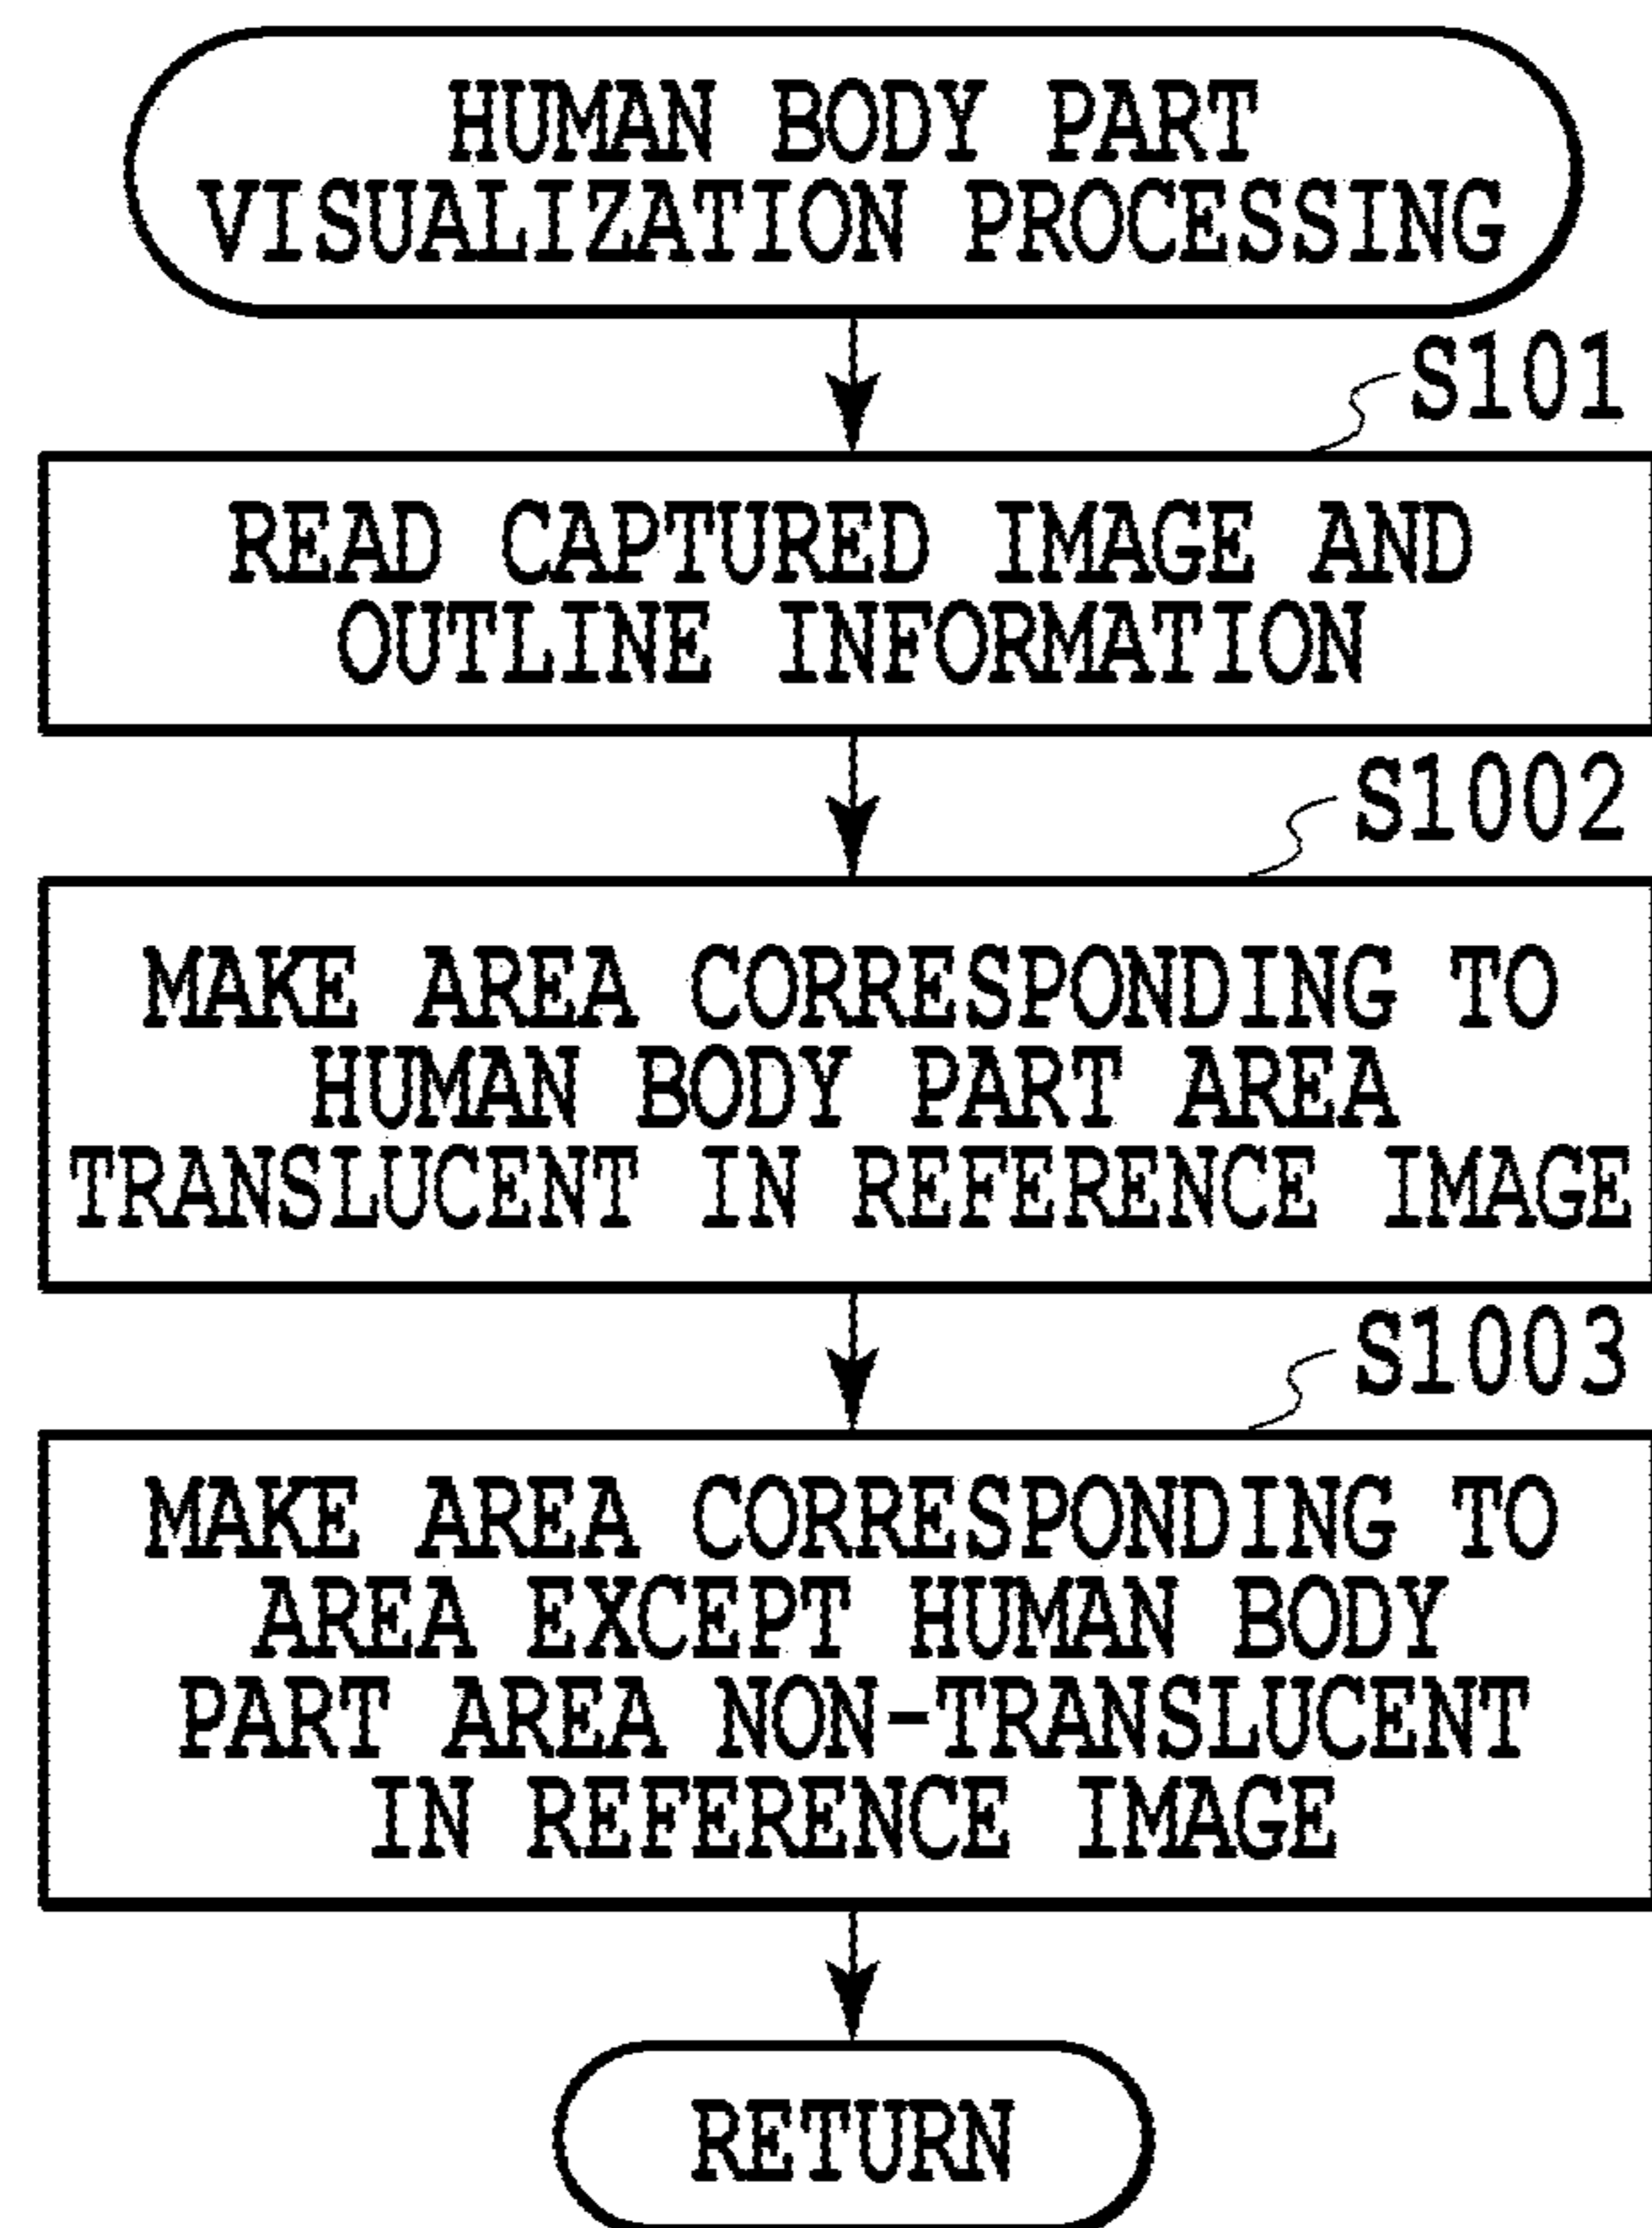 HUMAN BODY PART
VISUALIZATION PROCESSING
S101
READ CAPTURED IMAGE AND
OUTLINE INFORMATION
S1002
MAKE AREA CORRESPONDING TO
HUMAN BODY PART AREA
TRANSLUCENT IN REFERENCE IMAGE
S1003
MAKE AREA CORRESPONDING TO
AREA EXCEPT HUMAN BODY
PART AREA NON-TRANSLUCENT
IN REFERENCE IMAGE
RETURN